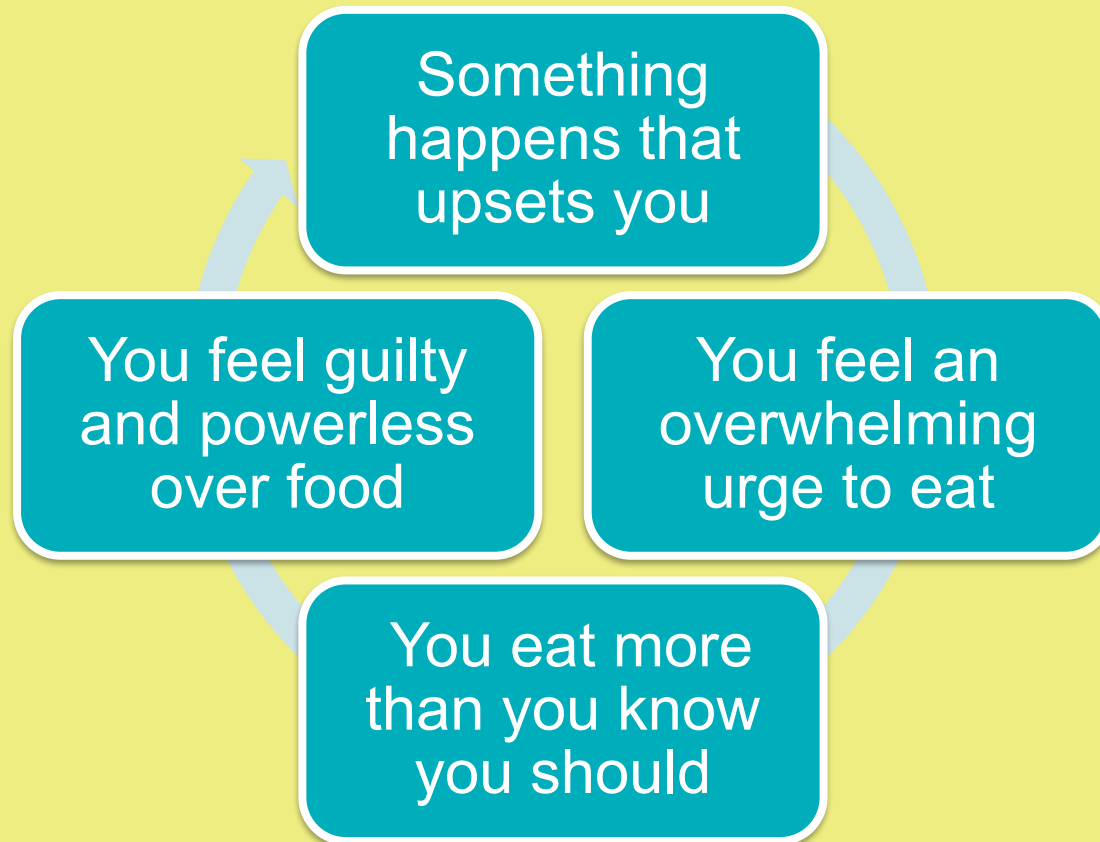 Something
happens that
upsets you
You feel an
overwhelming
urge to eat
You eat more
than you know
you should
You feel guilty
and powerless
over food